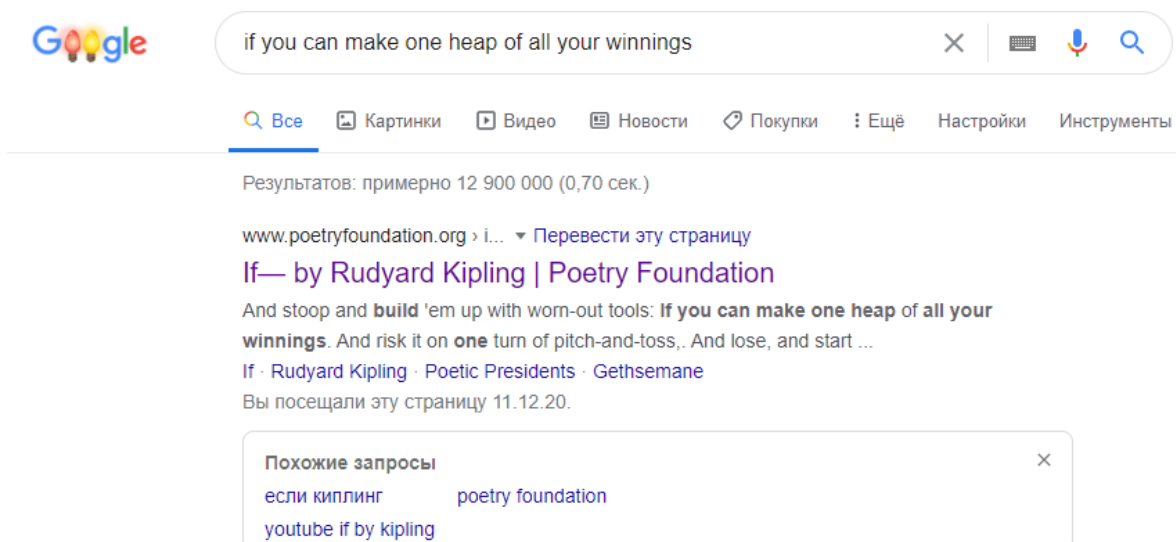 Google
if you can make one heap of all your winnings
Все Картинки Видео Новости Покупки Ещё Настройки Инструменты
Результатов: примерно 12 900 000 (0,70 сек.)
www.poetryfoundation.org › i... Перевести эту страницу
If— by Rudyard Kipling | Poetry Foundation
And stoop and build 'em up with worn-out tools: If you can make one heap of all your
winnings. And risk it on one turn of pitch-and-toss,. And lose, and start ...
If · Rudyard Kipling · Poetic Presidents · Gethsemane
Вы посещали эту страницу 11.12.20.
Похожие запросы
если киплинг poetry foundation
youtube if by kipling